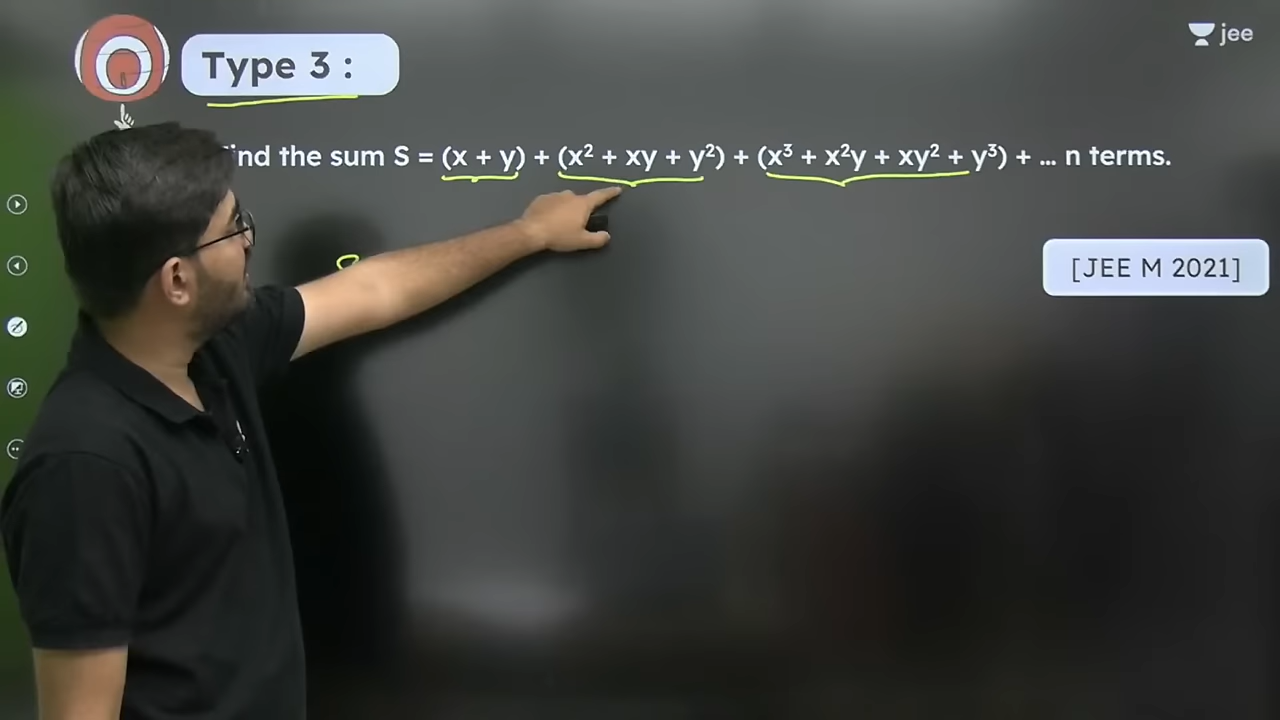 jee
Type 3 :
ind the sum S = (x + y) + (x² + xy + y²) + (x³ + x²y + xy² + y³) + ... n terms.
[JEE M 2021]